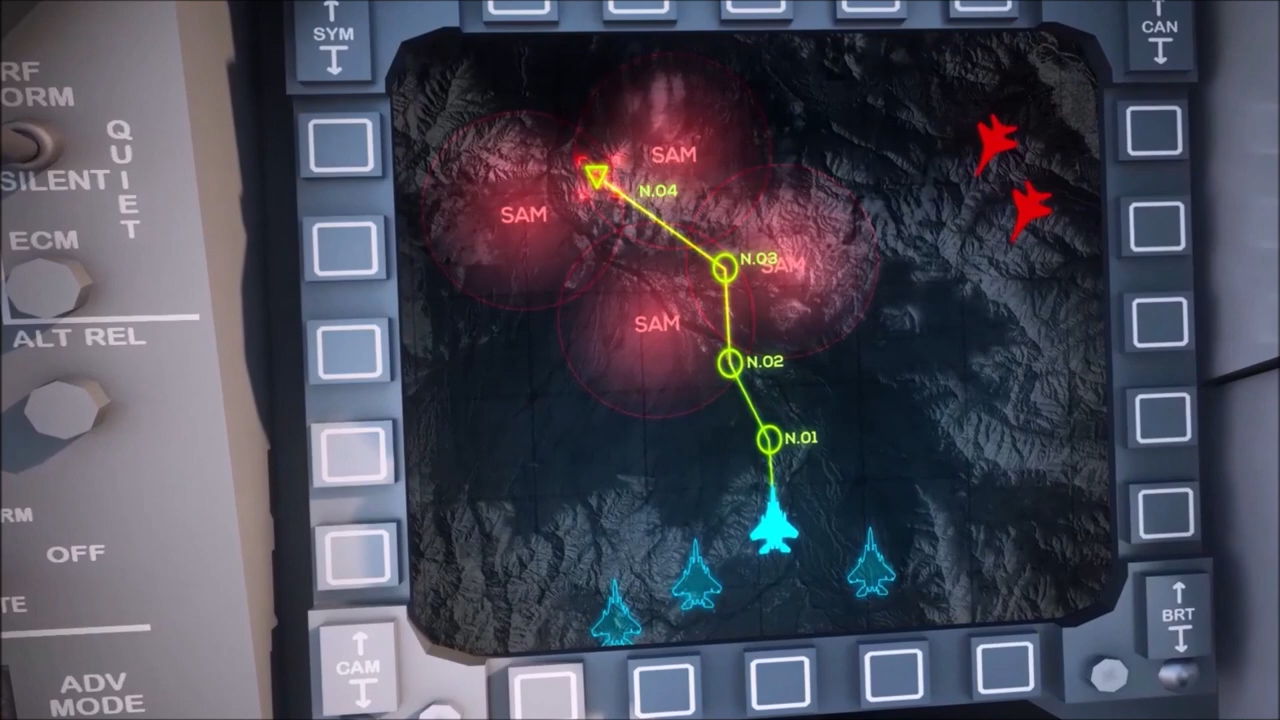 SYM
CAN
RF
ORM
QUIET
SILENT
ECM
ALT REL
RM
OFF
TE
ADV
MODE
SAM
N.04
SAM
N.03
SAM
SAM
N.02
N.01
CAM
BRT